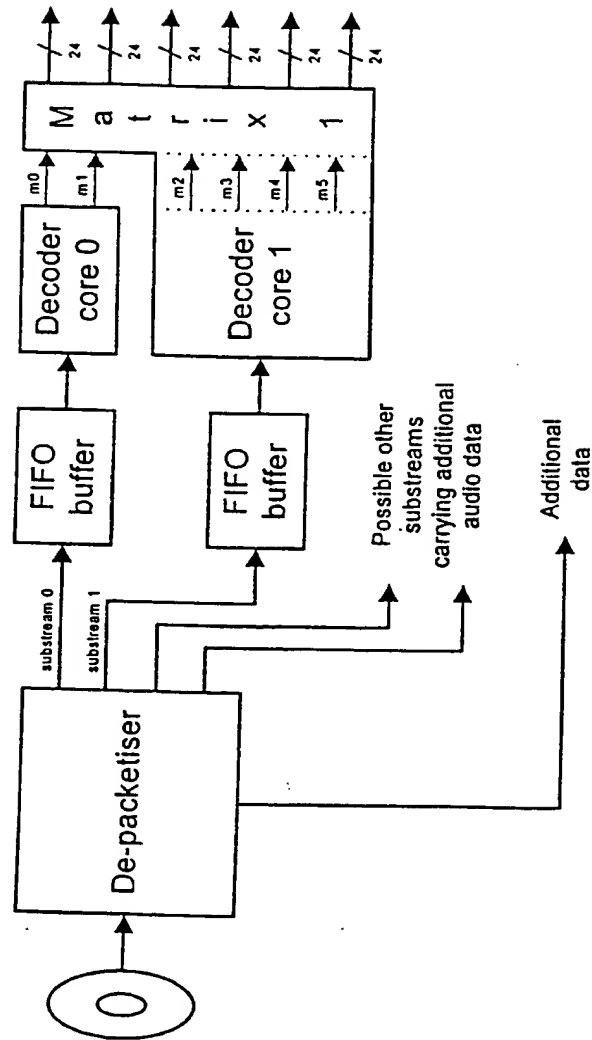 De-packetiser
substream 0
substream 1
FIFO
buffer
FIFO
buffer
Decoder
core 0
Decoder
core 1
m0
m1
m2
m3
m4
m5
Matrix 1
24
24
24
24
24
24
Possible other
substreams
carrying additional
audio data
Additional
data